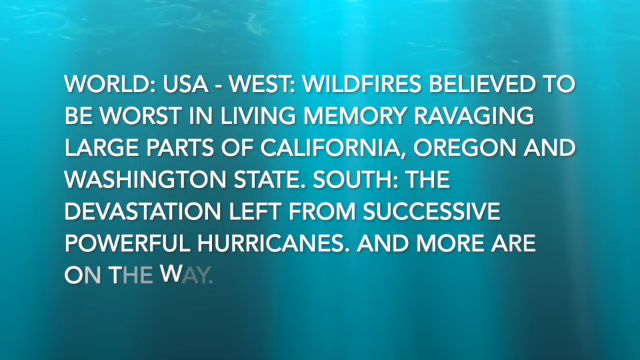 WORLD: USA - WEST: WILDFIRES BELIEVED TO
BE WORST IN LIVING MEMORY RAVAGING
LARGE PARTS OF CALIFORNIA, OREGON AND
WASHINGTON STATE. SOUTH: THE
DEVASTATION LEFT FROM SUCCESSIVE
POWERFUL HURRICANES. AND MORE ARE
ON THE WAY.